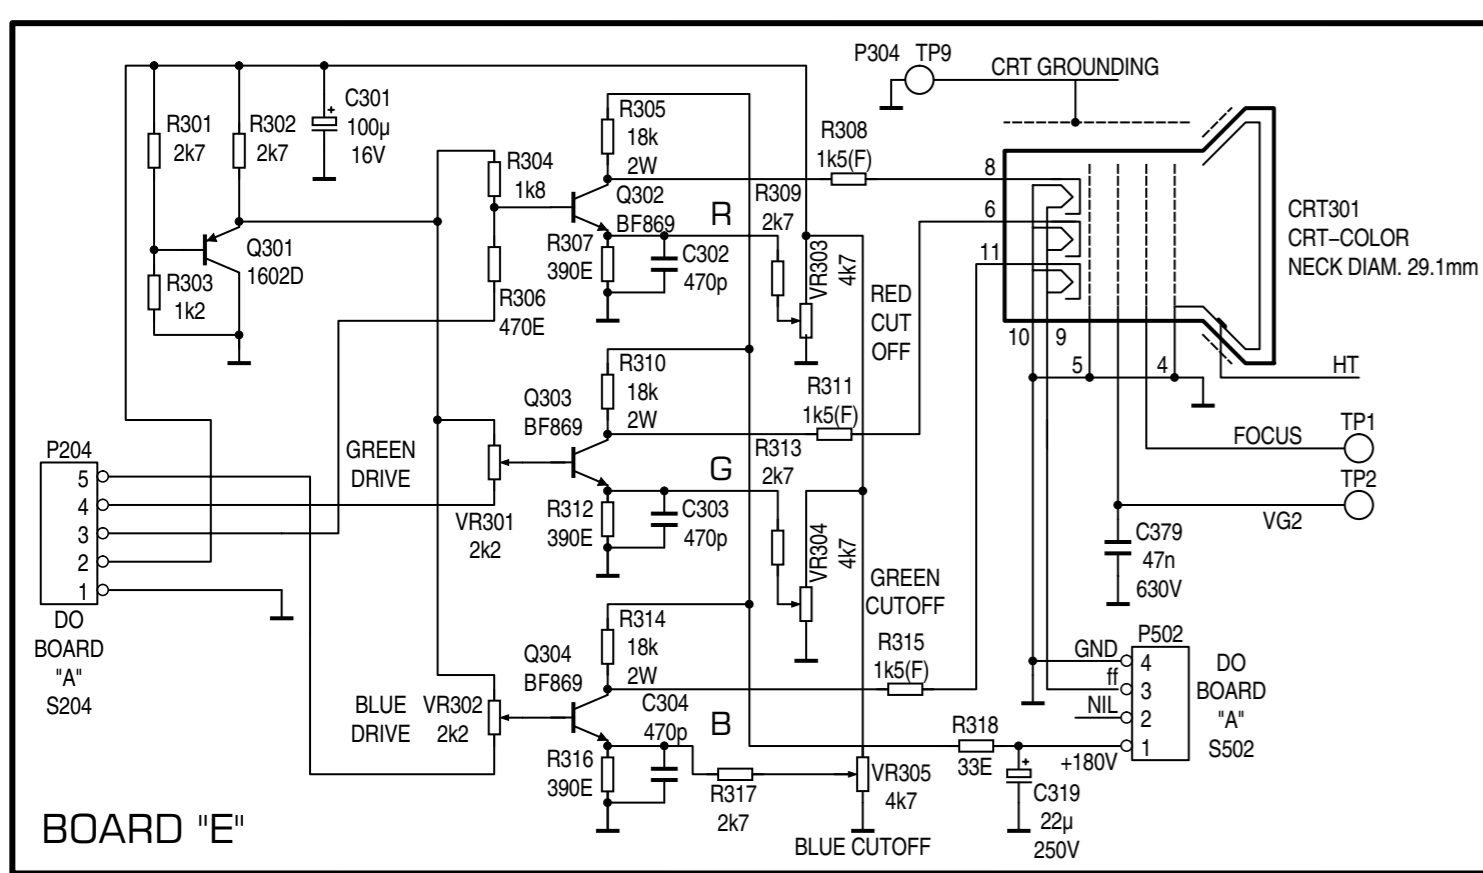 P304 TP9
CRT GROUNDING
C301
100µ
16V
R301
2k7
R302
2k7
R305
18k
2W
R308
1k5(F)
R304
1k8
Q302
BF869
R
R309
2k7
8
6
11
CRT301
CRT–COLOR
NECK DIAM. 29.1mm
Q301
1602D
R303
1k2
R307
390E
C302
470p
VR303
4k7
R306
470E
RED
CUT
OFF
10
9
5
4
HT
R310
18k
2W
R311
1k5(F)
Q303
BF869
G
R313
2k7
FOCUS
TP1
TP2
VG2
P204
5
4
3
2
1
DO
BOARD
"A"
S204
GREEN
DRIVE
VR301
2k2
R312
390E
C303
470p
VR304
4k7
GREEN
CUTOFF
C379
47n
630V
R314
18k
2W
R315
1k5(F)
Q304
BF869
BLUE
DRIVE
VR302
2k2
C304
470p
B
R316
390E
R317
2k7
VR305
4k7
BLUE CUTOFF
R318
33E
+180V
C319
22µ
250V
P502
GND
4
ff
3
NIL
2
1
DO
BOARD
"A"
S502
BOARD "E"